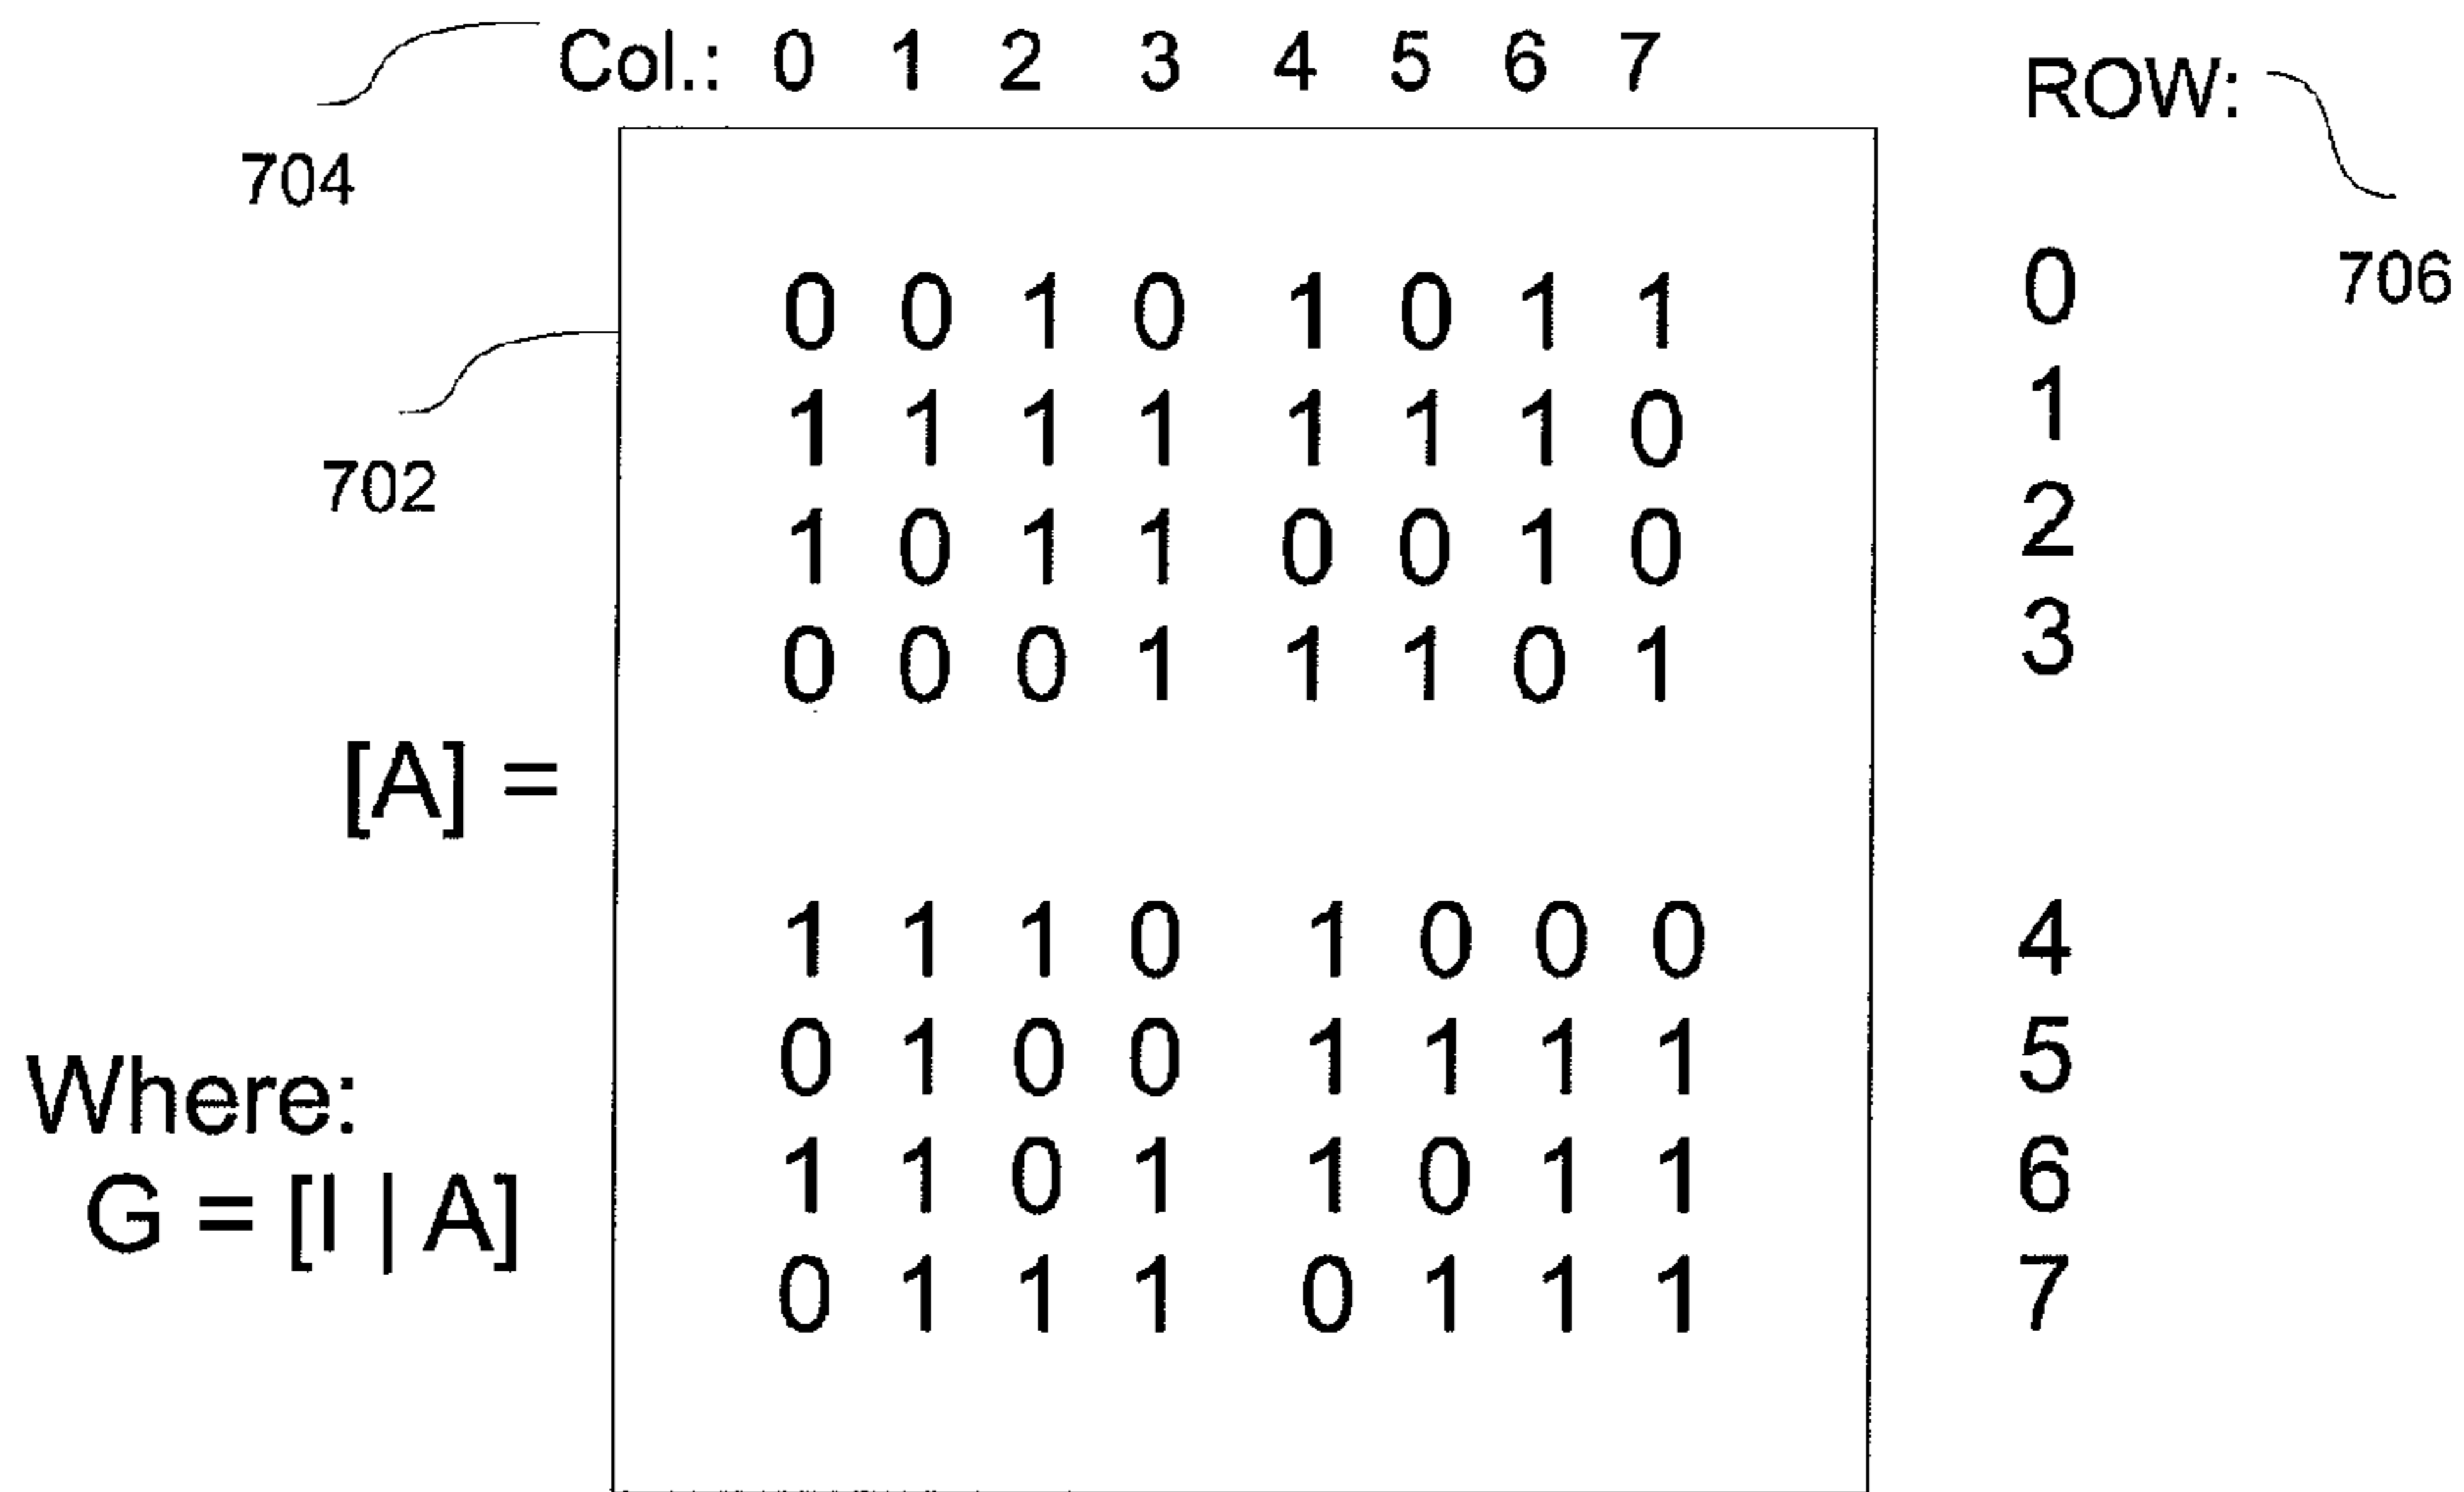 Col.: 0 1 2 3 4 5 6 7 ROW:
704
0 0 1 0 1 0 1 1 0 706
1 1 1 1 1 1 1 0 1
702
1 0 1 1 0 0 1 0 2
0 0 0 1 1 1 0 1 3
[A] =
1 1 1 0 1 0 0 0 4
0 1 0 0 1 1 1 1 5
Where:
1 1 0 1 1 0 1 1 6
G = [I | A]
0 1 1 1 0 1 1 1 7